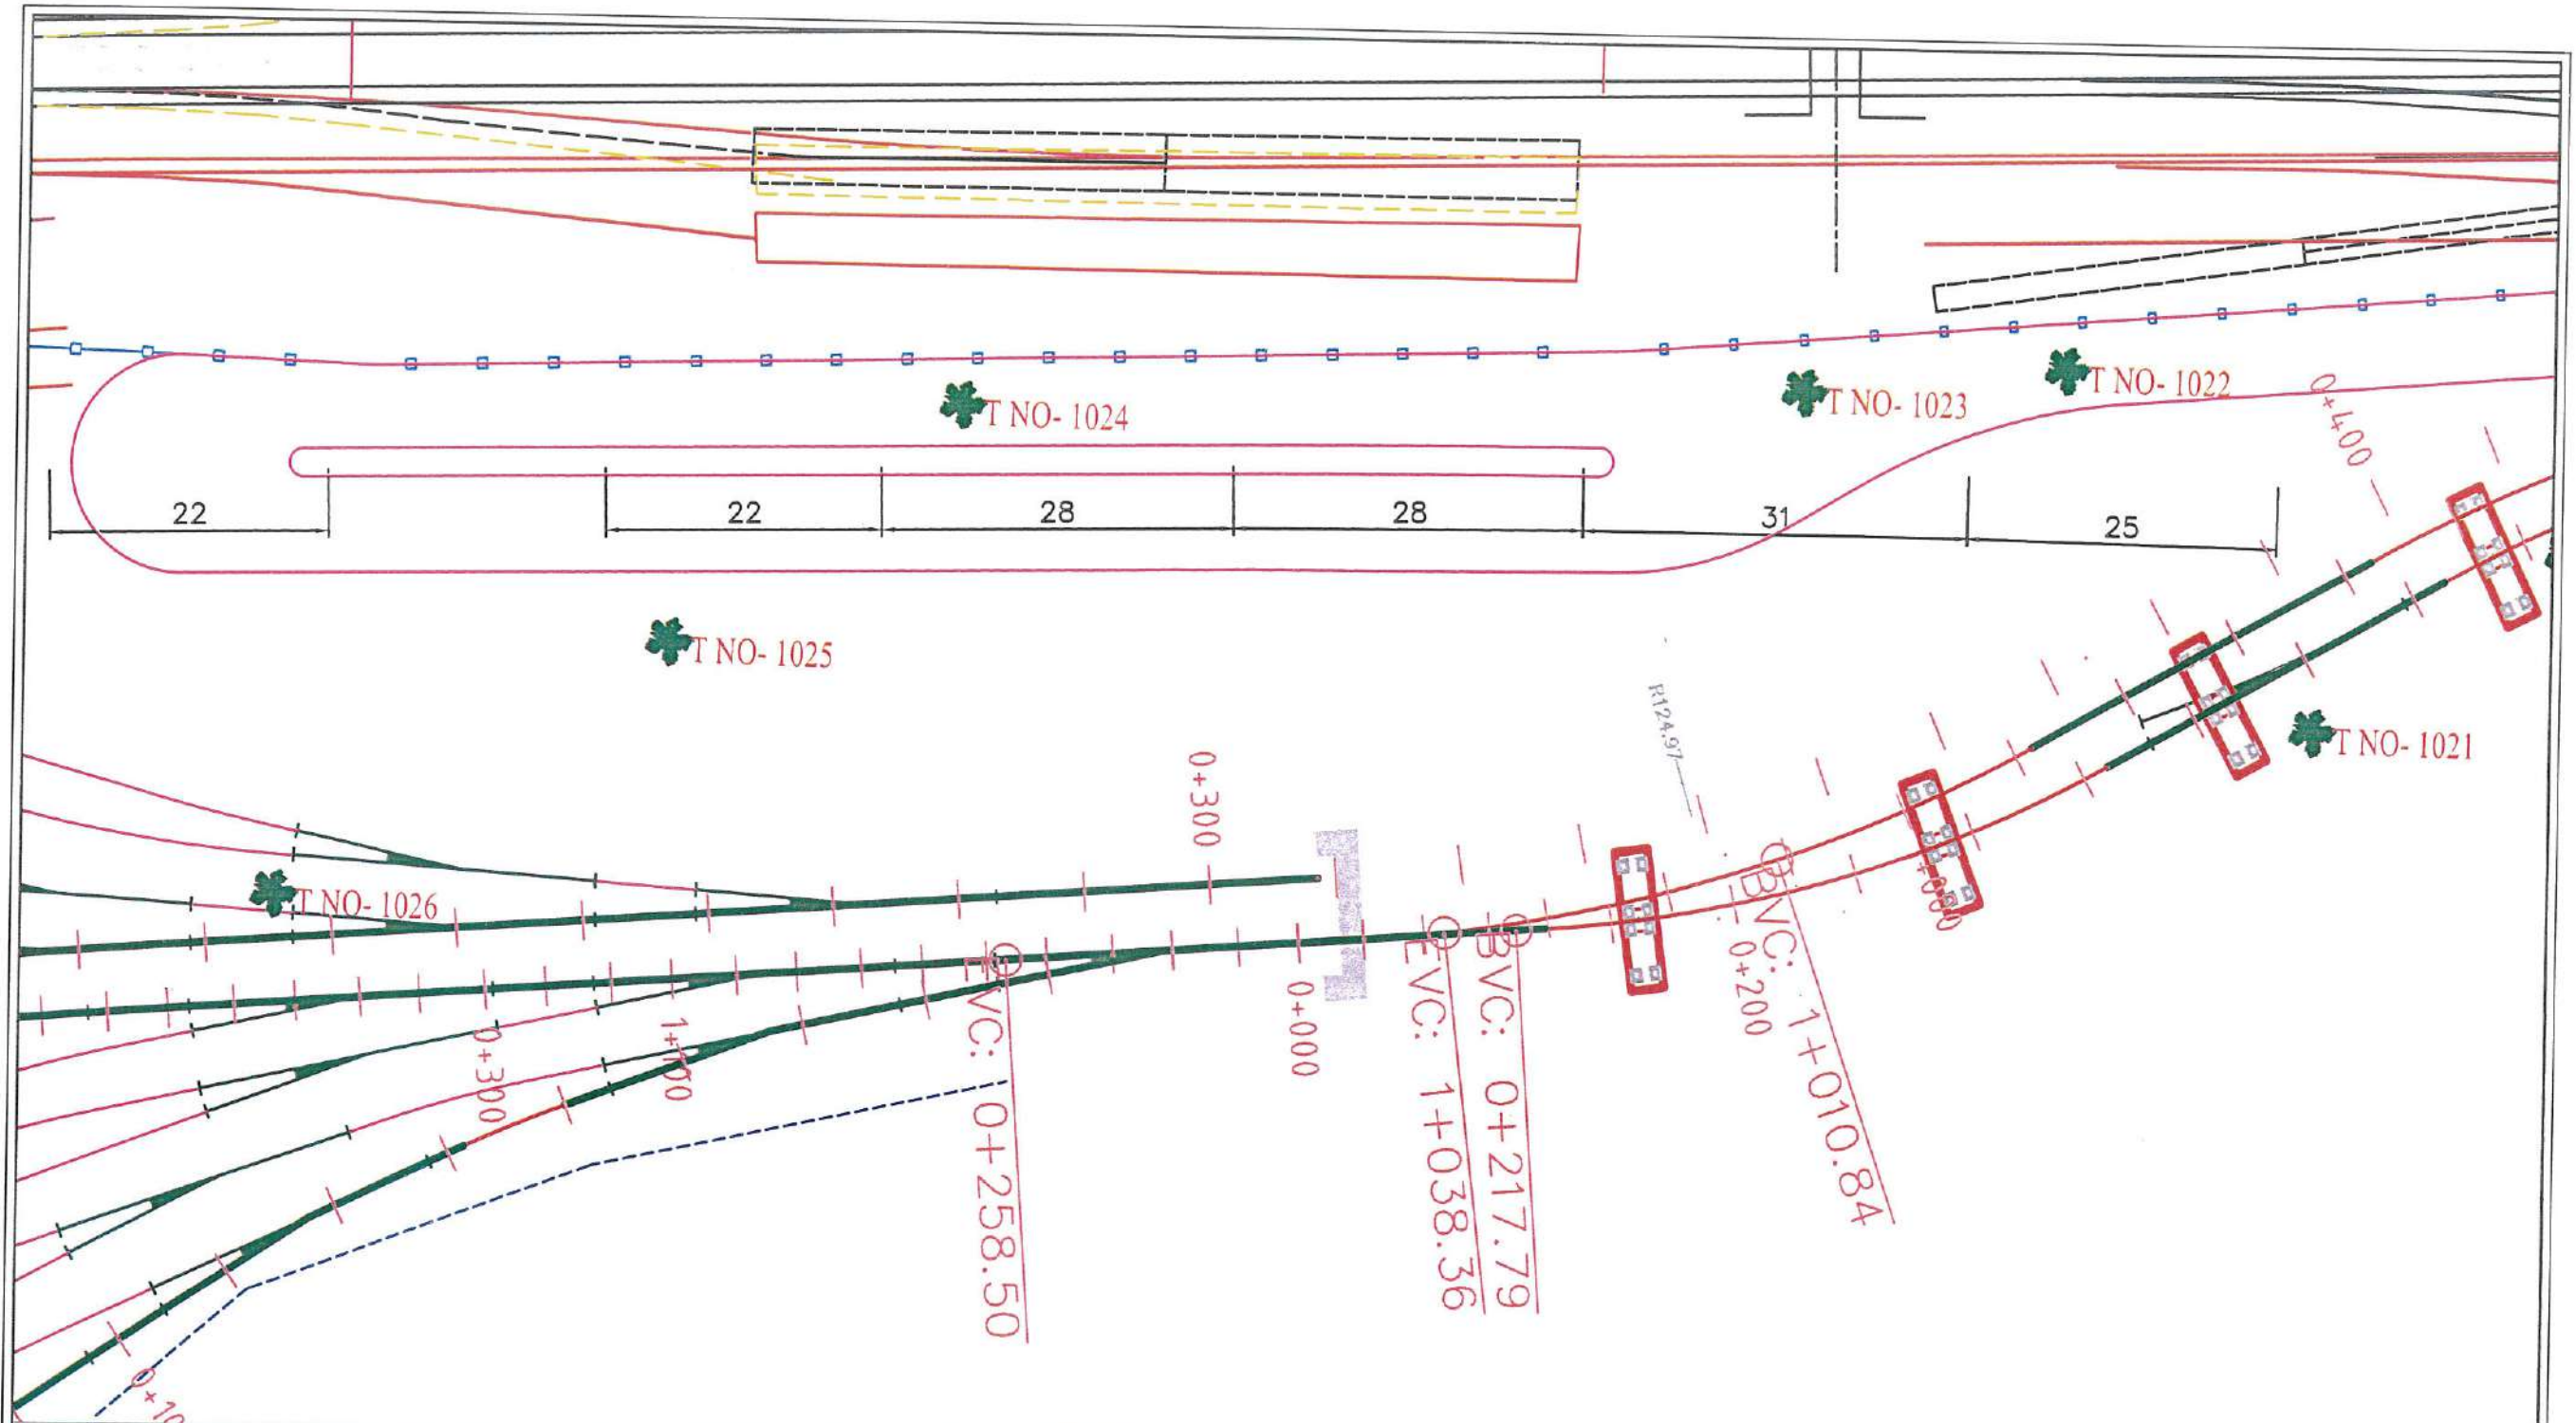 T NO- 1024
T NO- 1023
T NO- 1022
0+400
22
22
28
28
31
25
T NO- 1025
R124.97
T NO- 1021
0+300
T NO- 1026
0+000
0+200
BVC: 1+010.84
EVC: 1+038.36
BVC: 0+217.79
EVC: 0+258.50
0+300
1+100